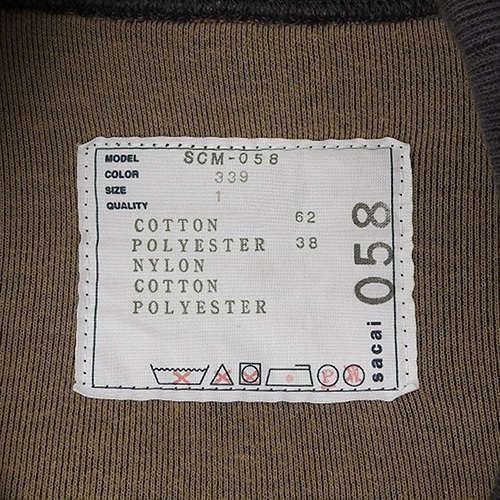 MODEL SCM-058
COLOR 339
SIZE 1
QUALITY
COTTON 62
POLYESTER 38
NYLON
COTTON
POLYESTER
058
sacai
P W